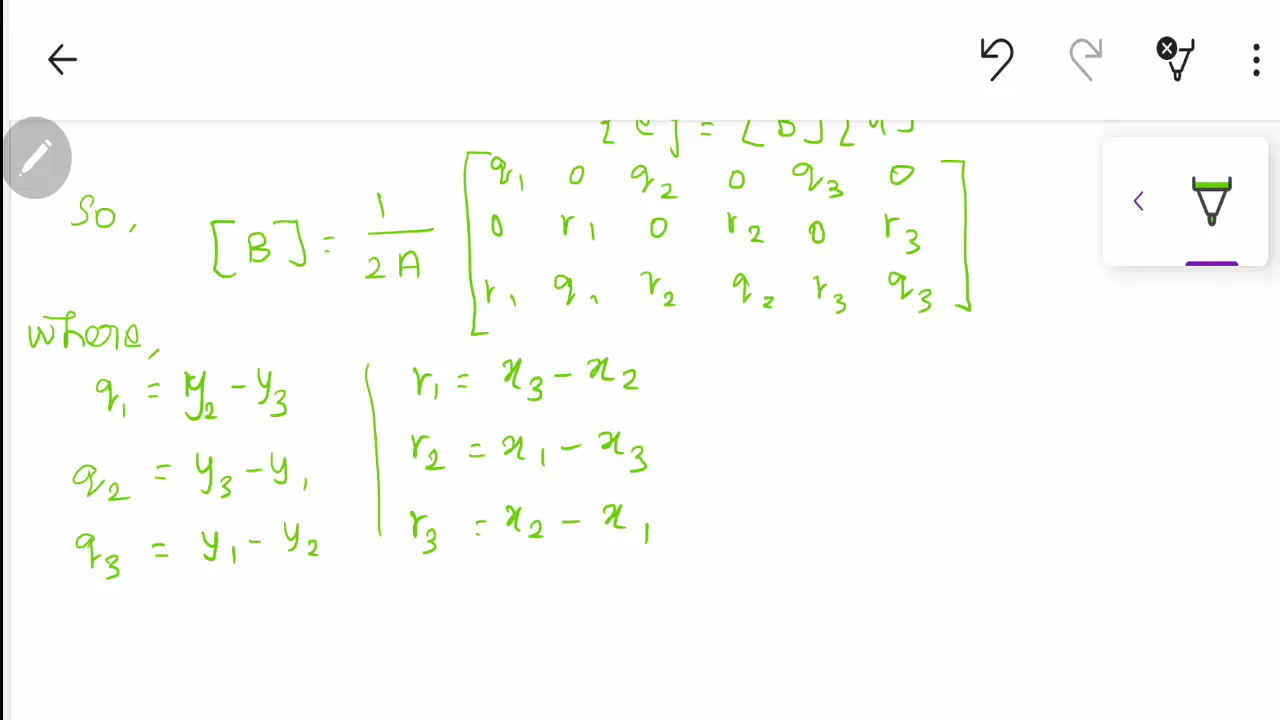 [e] = [B][u]
So, [B] = 1/2A [q1 0 q2 0 q3 0
0 r1 0 r2 0 r3
r1 q1 r2 q2 r3 q3]
where,
q1 = y2 - y3 | r1 = x3 - x2
q2 = y3 - y1 | r2 = x1 - x3
q3 = y1 - y2 | r3 = x2 - x1